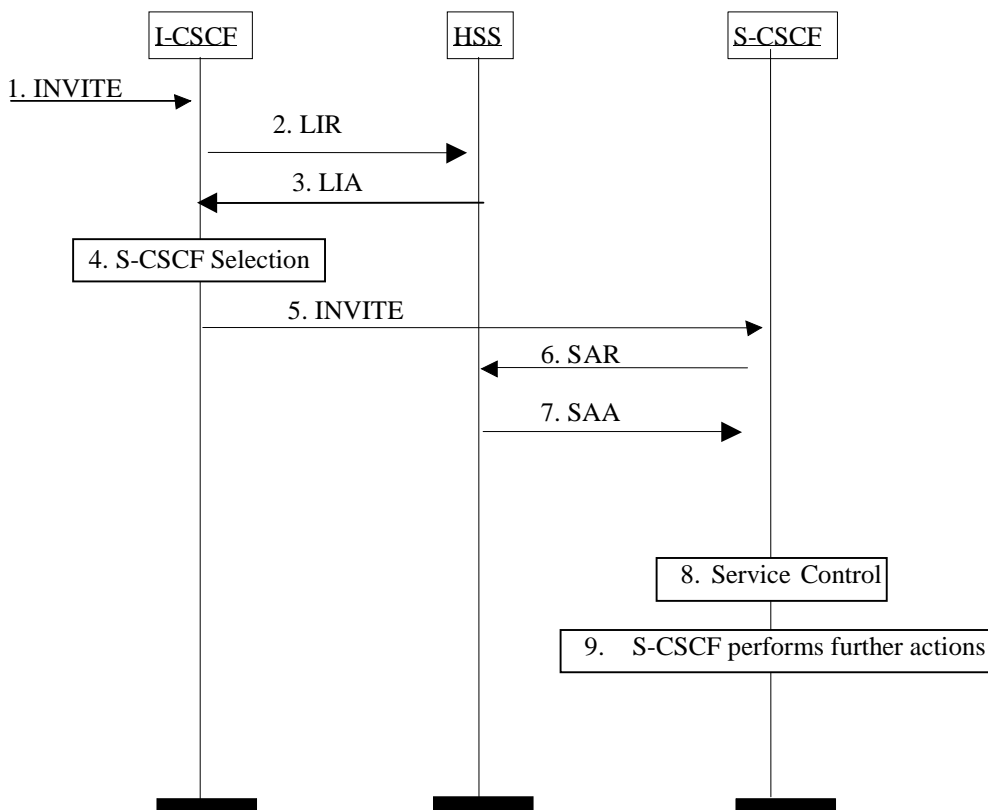 I-CSCF
HSS
S-CSCF
1. INVITE
2. LIR
3. LIA
4. S-CSCF Selection
5. INVITE
6. SAR
7. SAA
8. Service Control
9. S-CSCF performs further actions